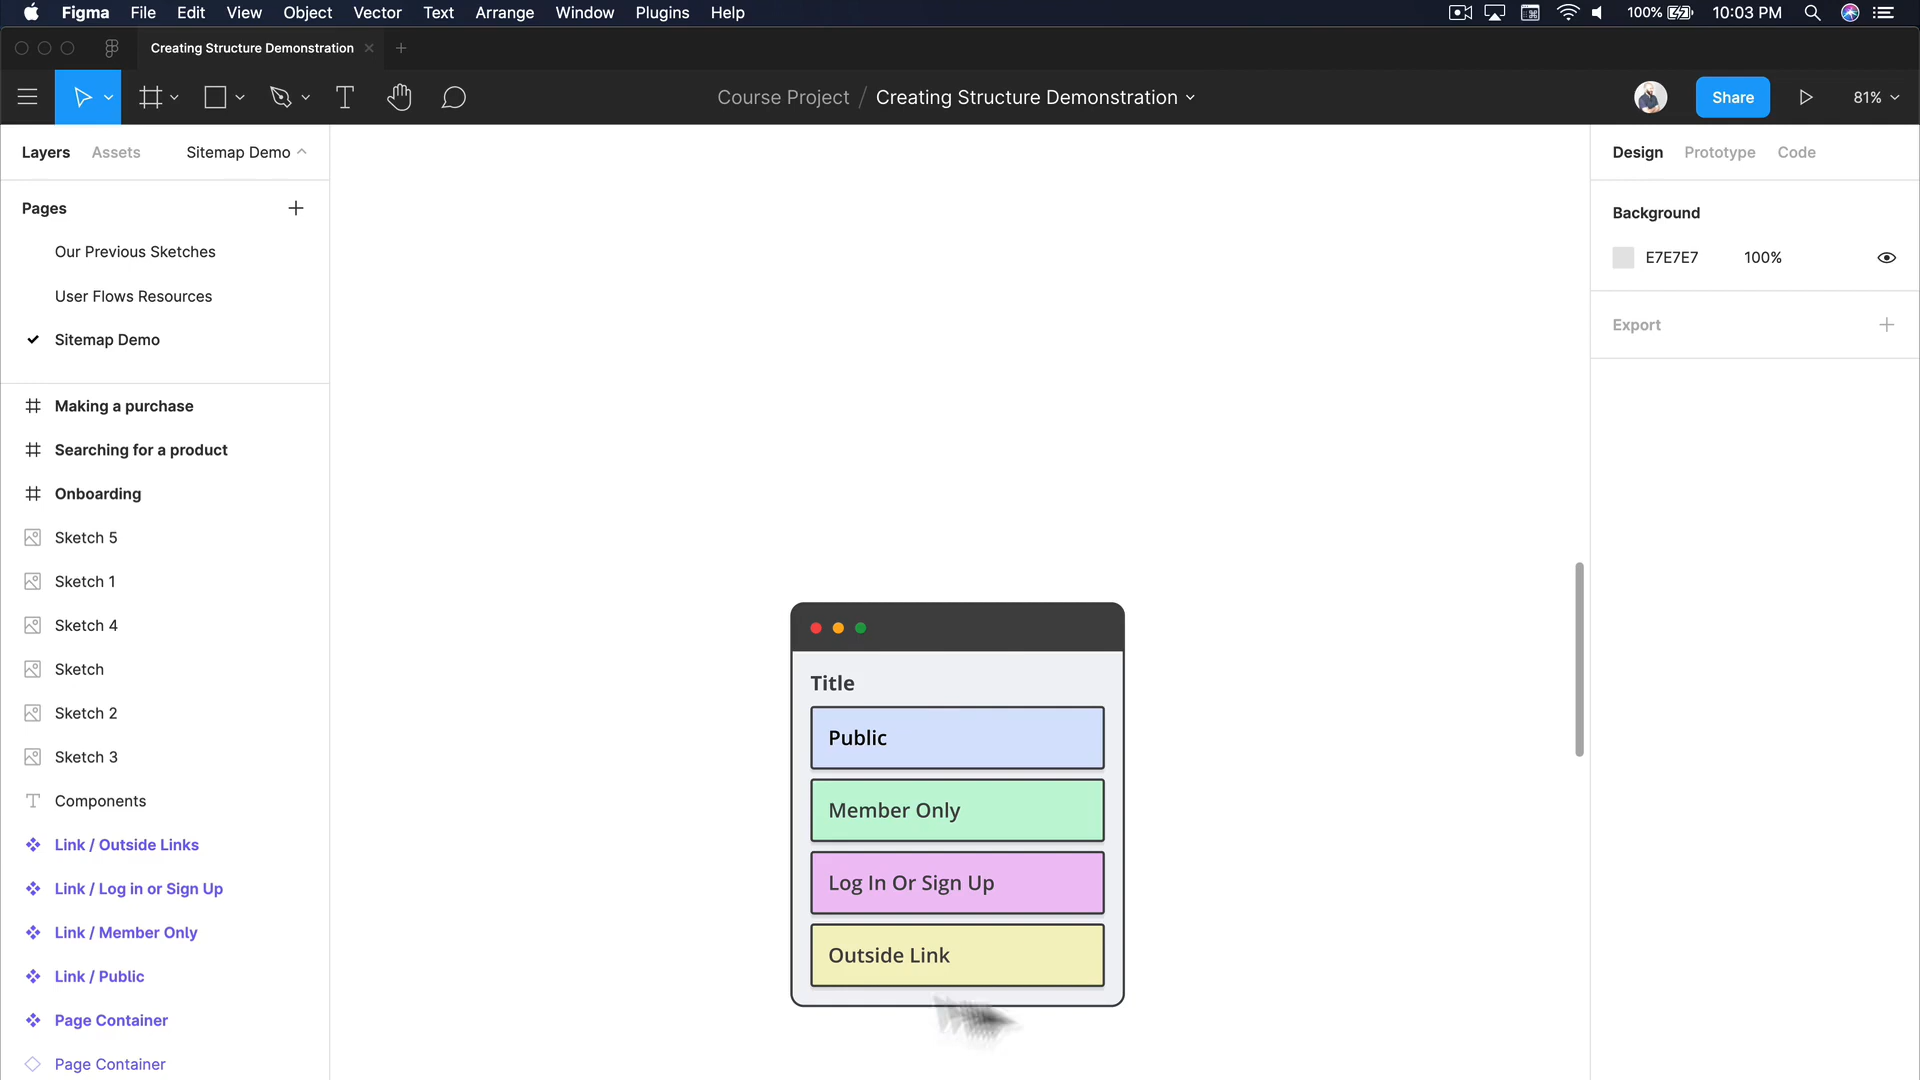 Figma File Edit View Object Vector Text Arrange Window Plugins Help 100% 10:03 PM
Creating Structure Demonstration
Course Project / Creating Structure Demonstration Share 81%
Layers Assets Sitemap Demo
Pages
Our Previous Sketches
User Flows Resources
Sitemap Demo
Making a purchase
Searching for a product
Onboarding
Sketch 5
Sketch 1
Sketch 4
Sketch
Sketch 2
Sketch 3
Components
Link / Outside Links
Link / Log in or Sign Up
Link / Member Only
Link / Public
Page Container
Page Container
Title
Public
Member Only
Log In Or Sign Up
Outside Link
Design Prototype Code
Background
E7E7E7 100%
Export